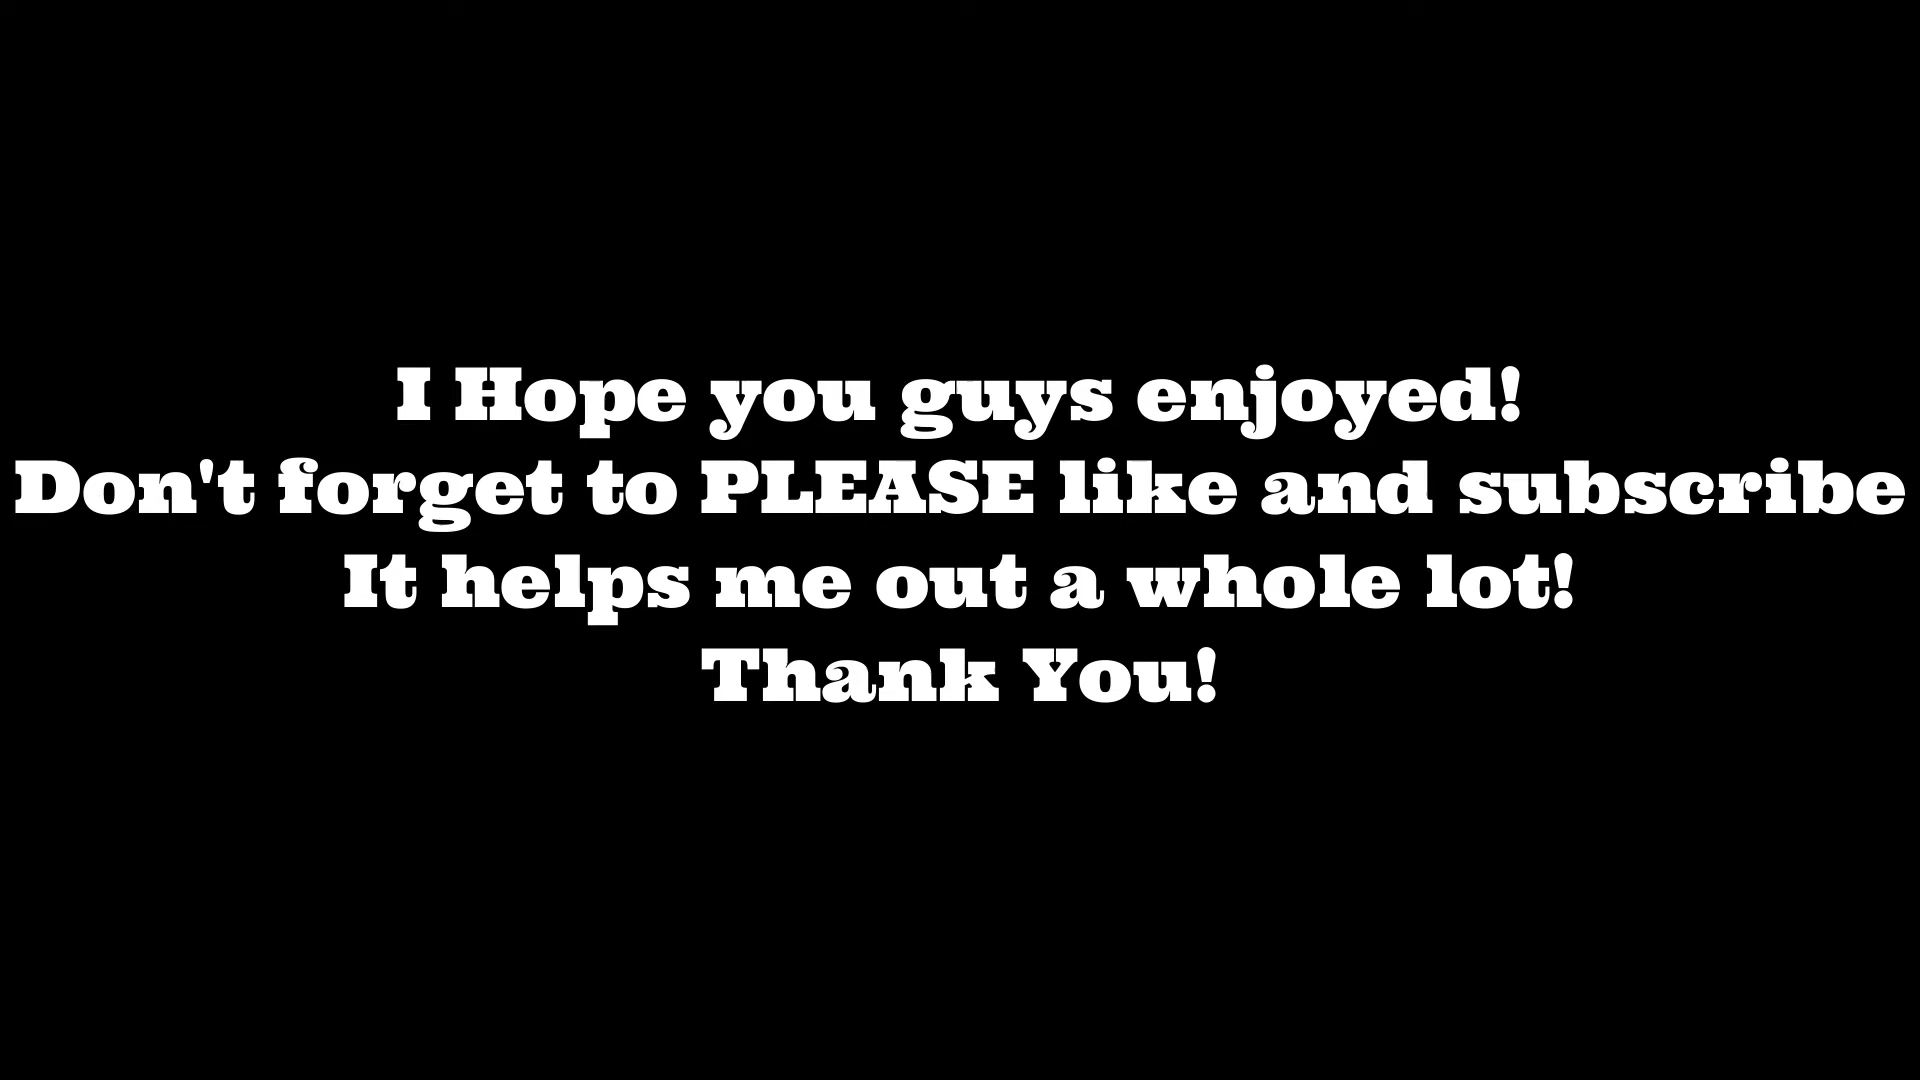 I Hope you guys enjoyed!
Don't forget to PLEASE like and subscribe
It helps me out a whole lot!
Thank You!